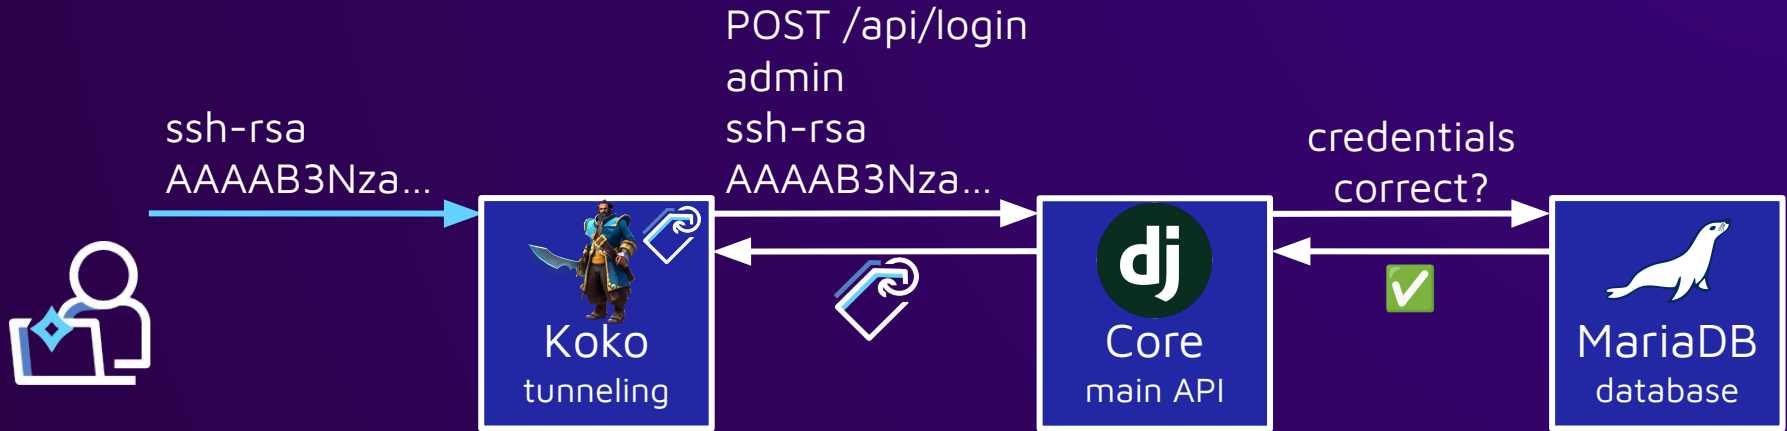 ssh-rsa
AAAAB3Nza...
POST /api/login
admin
ssh-rsa
AAAAB3Nza...
credentials
correct?
Koko
tunneling
dj
Core
main API
MariaDB
database